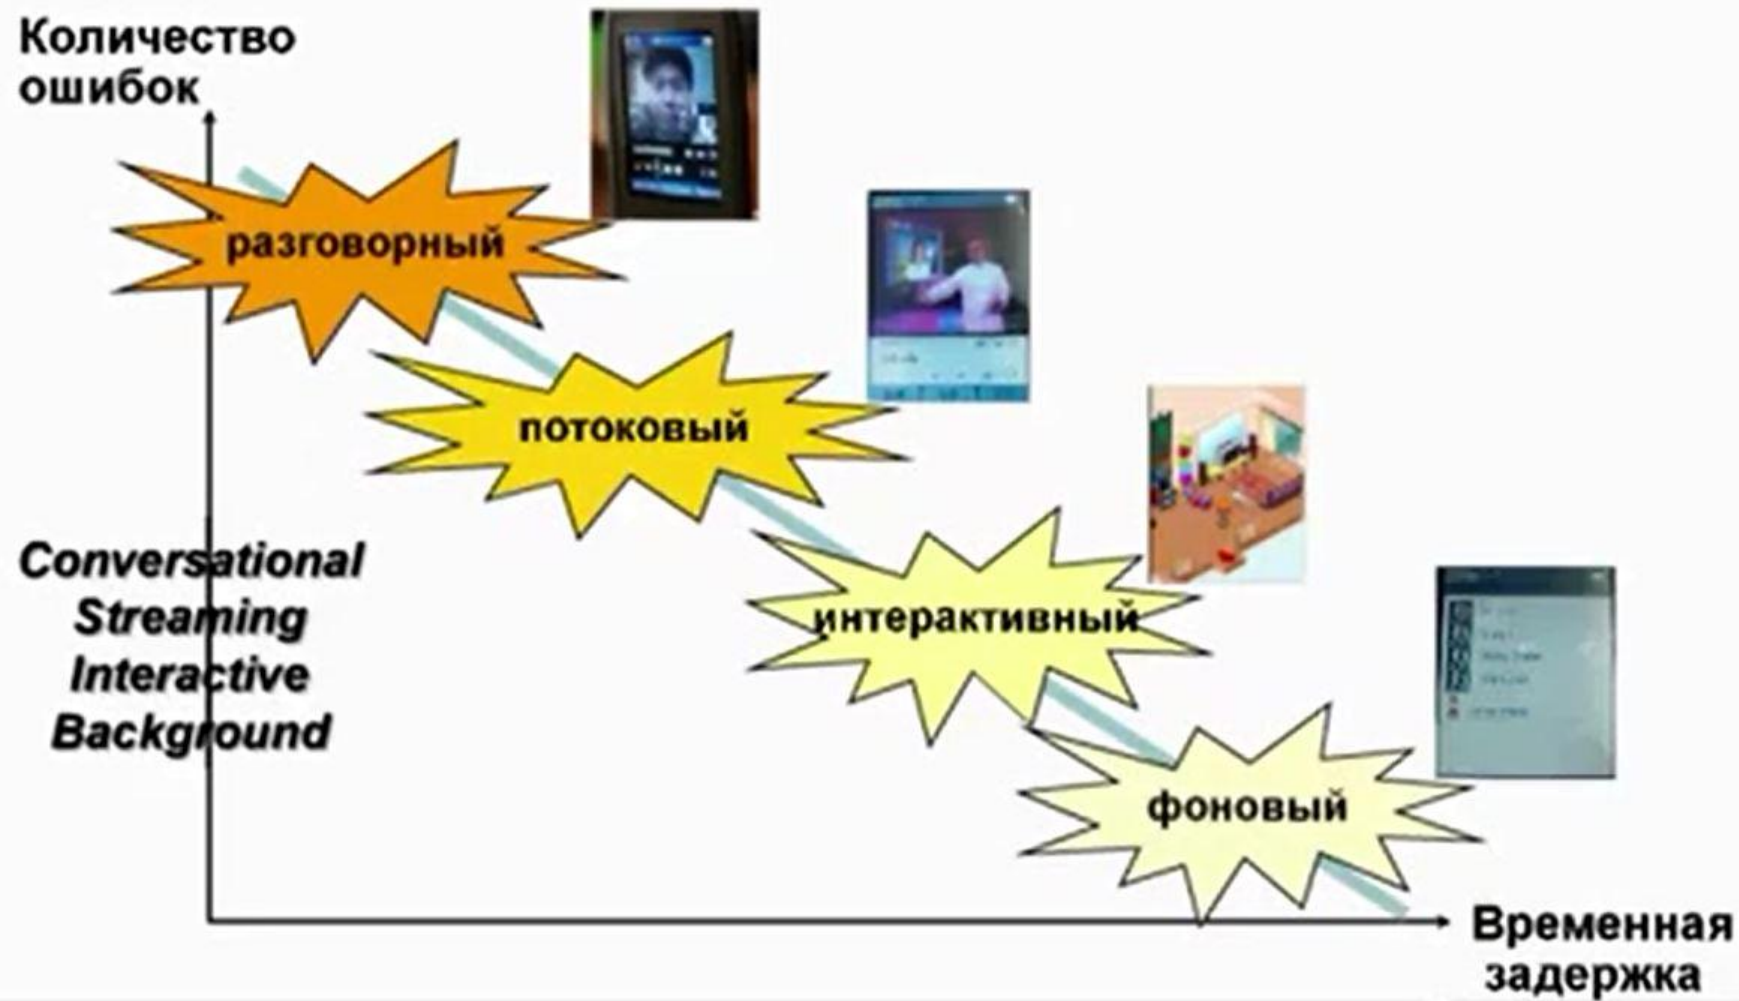 Количество
ошибок
разговорный
потоковый
Conversational
Streaming
Interactive
Background
интерактивный
фоновый
Временная
задержка